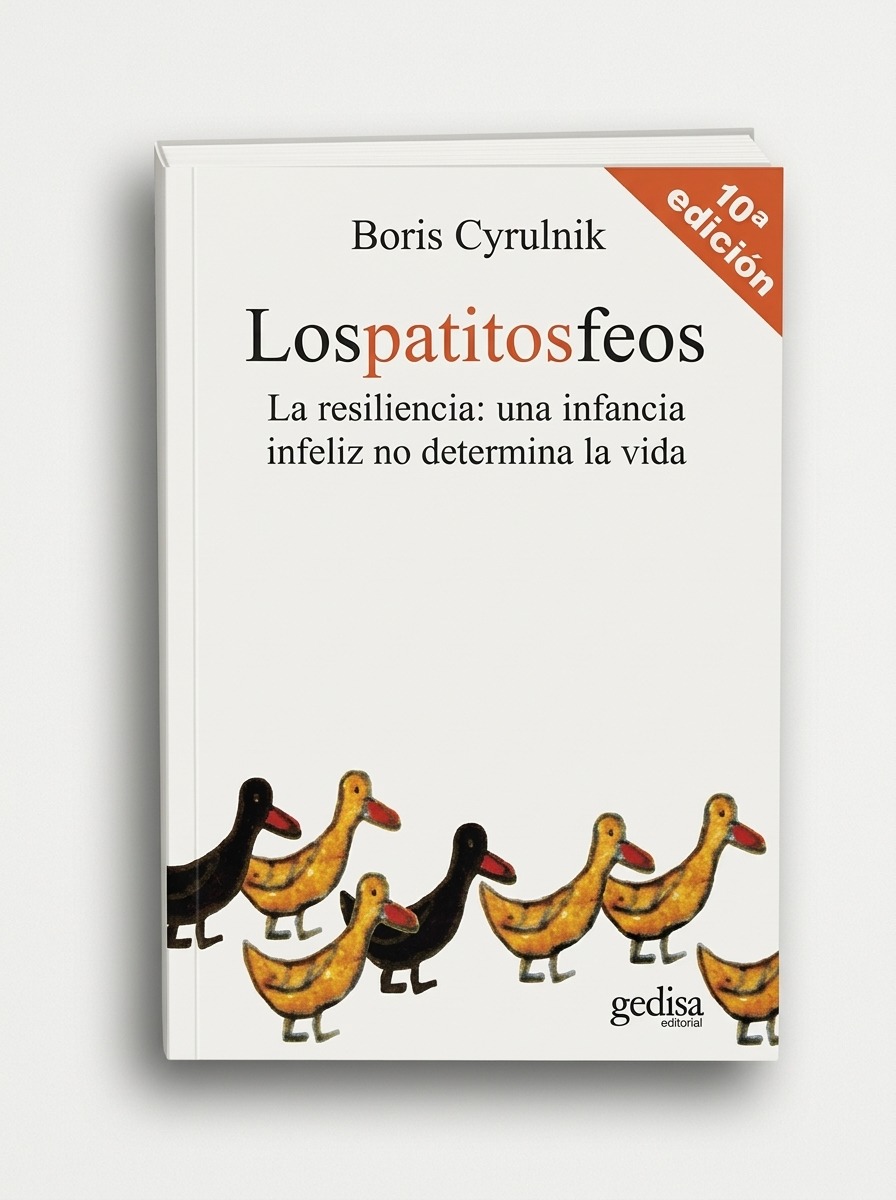 10ª
edición
Boris Cyrulnik
Lospatitosfeos
La resiliencia: una infancia
infeliz no determina la vida
gedisa
editorial